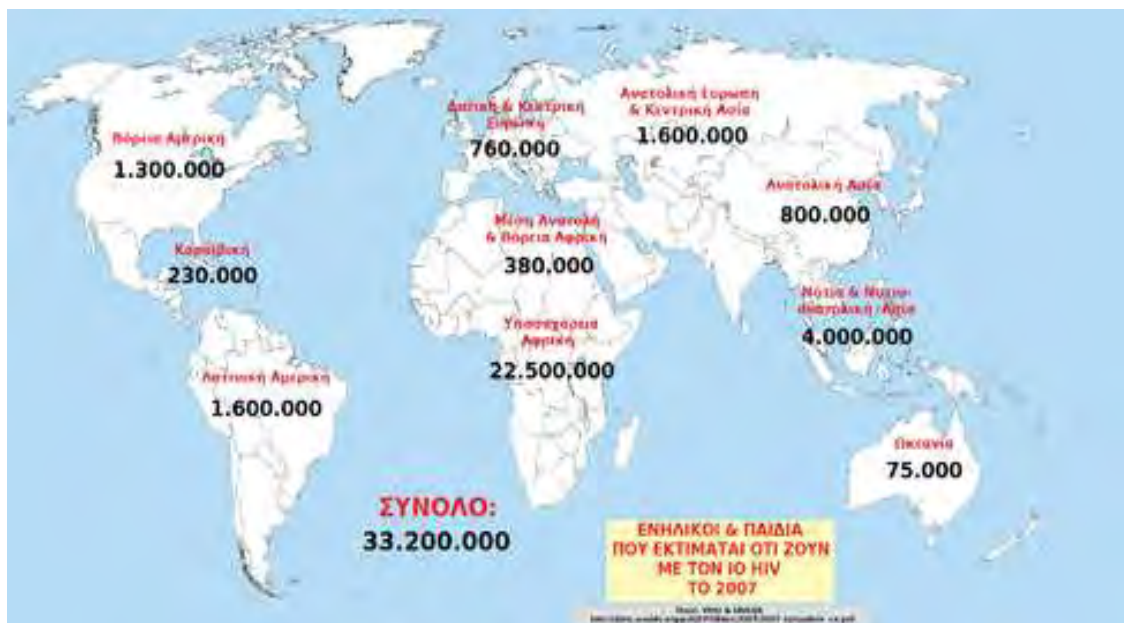 Βόρεια Αμερική
1.300.000
Δυτική & Κεντρική
Ευρώπη
760.000
Ανατολική Ευρώπη
& Κεντρική Ασία
1.600.000
Ανατολική Ασία
800.000
Μέση Ανατολή
& Βόρεια Αφρική
380.000
Καραϊβική
230.000
Νότια & Νοτιο-
ανατολική Ασία
4.000.000
Υποσαχάρεια
Αφρική
22.500.000
Λατινική Αμερική
1.600.000
Ωκεανία
75.000
ΣΥΝΟΛΟ:
33.200.000
ΕΝΗΛΙΚΟΙ & ΠΑΙΔΙΑ
ΠΟΥ ΕΚΤΙΜΑΤΑΙ ΟΤΙ ΖΟΥΝ
ΜΕ ΤΟΝ ΙΟ HIV
ΤΟ 2007